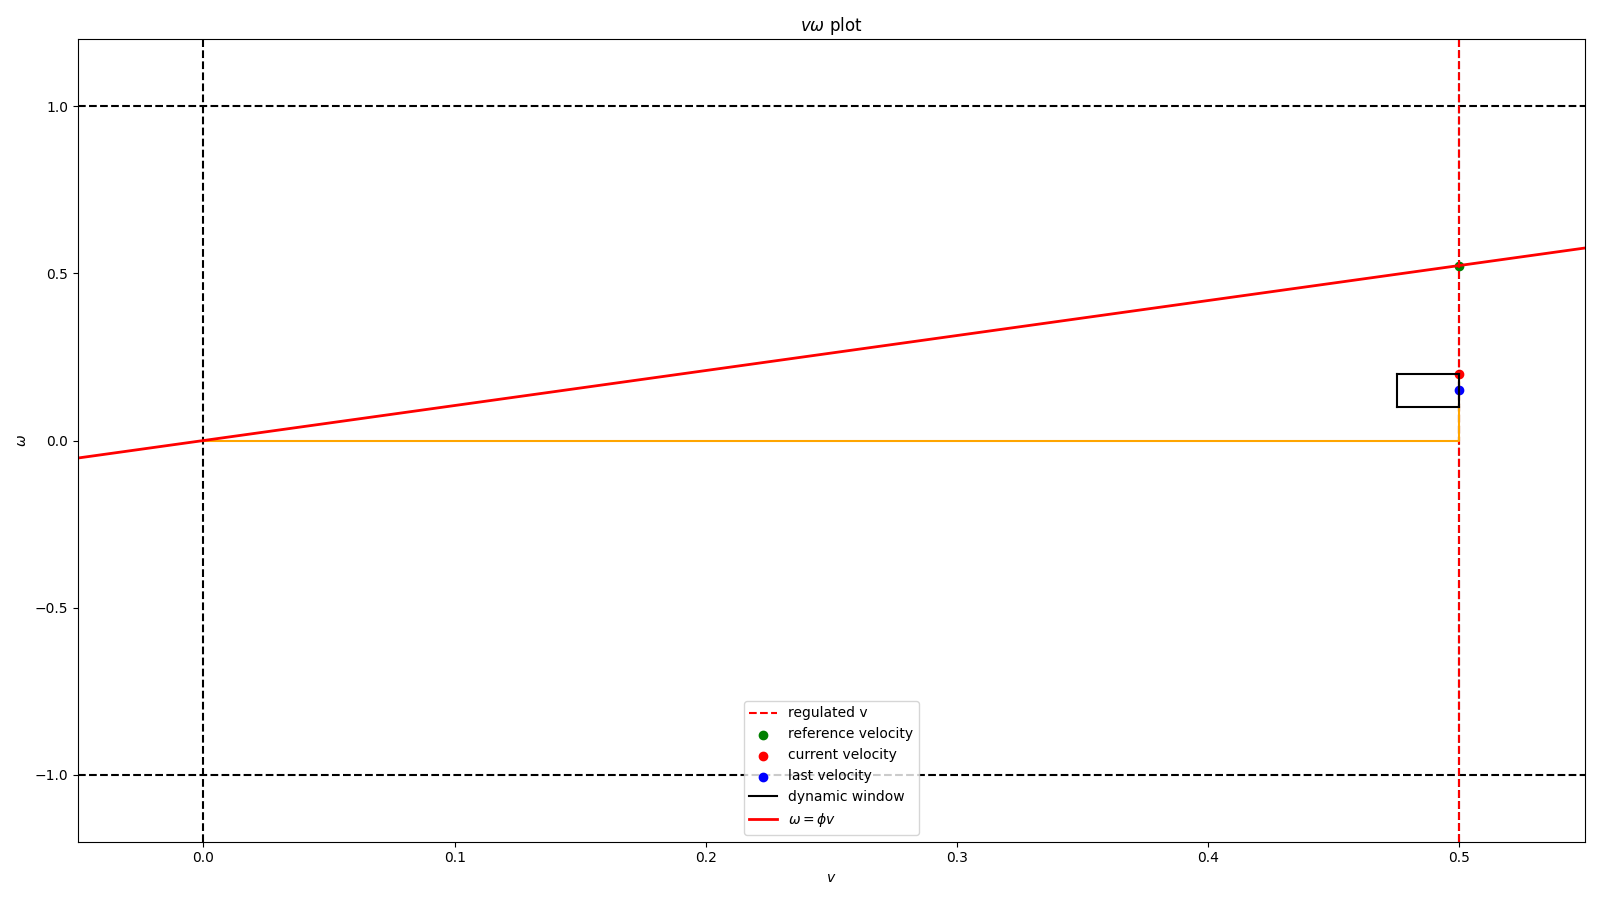 vω plot
1.0
0.5
0.0
−0.5
−1.0
ω
0.0 0.1 0.2 0.3 0.4 0.5
v
regulated v
reference velocity
current velocity
last velocity
dynamic window
ω = ϕv